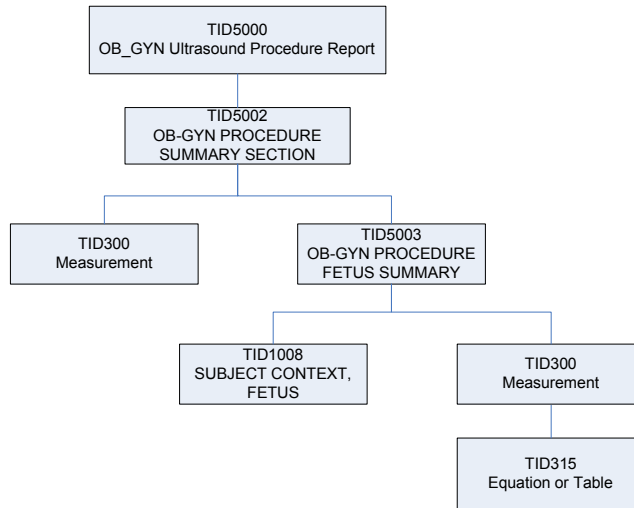 TID5000
OB_GYN Ultrasound Procedure Report
TID5002
OB-GYN PROCEDURE
SUMMARY SECTION
TID300
Measurement
TID5003
OB-GYN PROCEDURE
FETUS SUMMARY
TID1008
SUBJECT CONTEXT,
FETUS
TID300
Measurement
TID315
Equation or Table